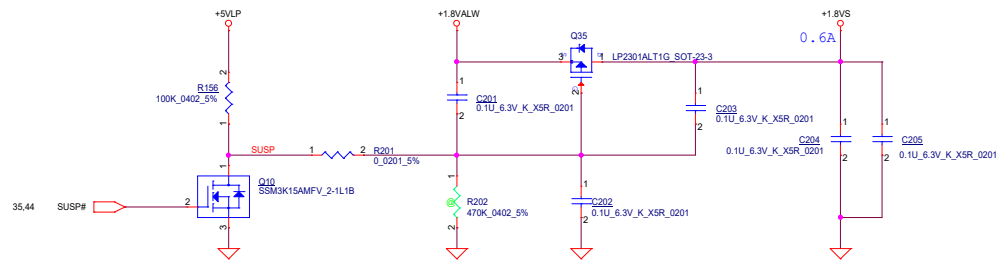 +5VLP
+1.8VALW
+1.8VS
0.6A
Q35
LP2301ALT1G_SOT-23-3
3
1
2
2
R156
100K_0402_5%
1
1
C201
0.1U_6.3V_K_X5R_0201
2
1
C203
0.1U_6.3V_K_X5R_0201
2
1
C204
0.1U_6.3V_K_X5R_0201
2
1
C205
0.1U_6.3V_K_X5R_0201
2
SUSP
1
2
R201
0_0201_5%
1
Q10
SSM3K15AMFV_2-1L1B
35,44
SUSP#
2
3
1
@
R202
470K_0402_5%
2
1
C202
0.1U_6.3V_K_X5R_0201
2